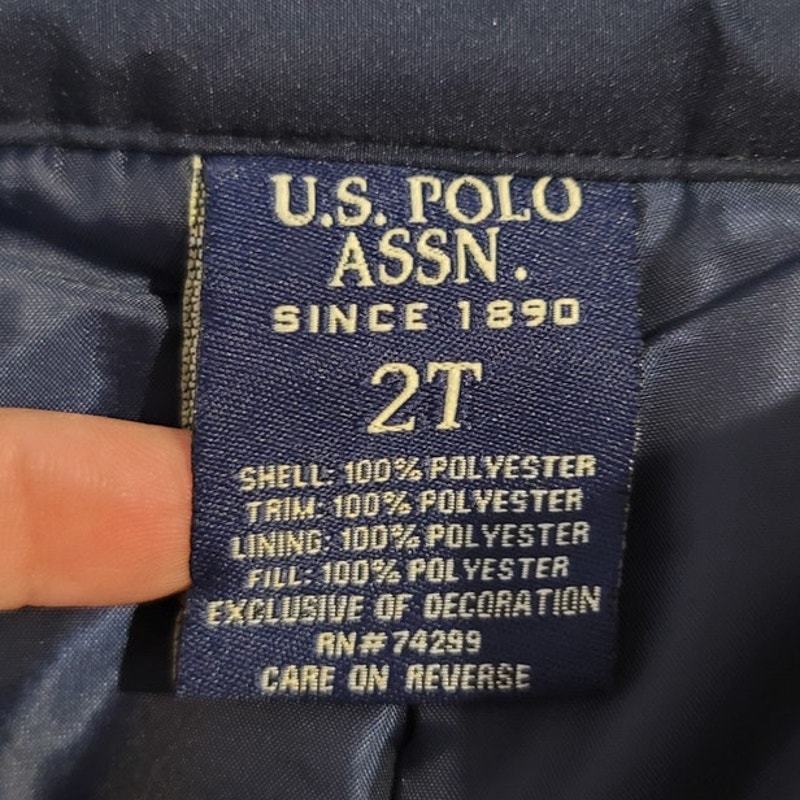 U.S. POLO
ASSN.
SINCE 1890
2T
SHELL: 100% POLYESTER
TRIM: 100% POLYESTER
LINING: 100% POLYESTER
FILL: 100% POLYESTER
EXCLUSIVE OF DECORATION
RN# 74299
CARE ON REVERSE